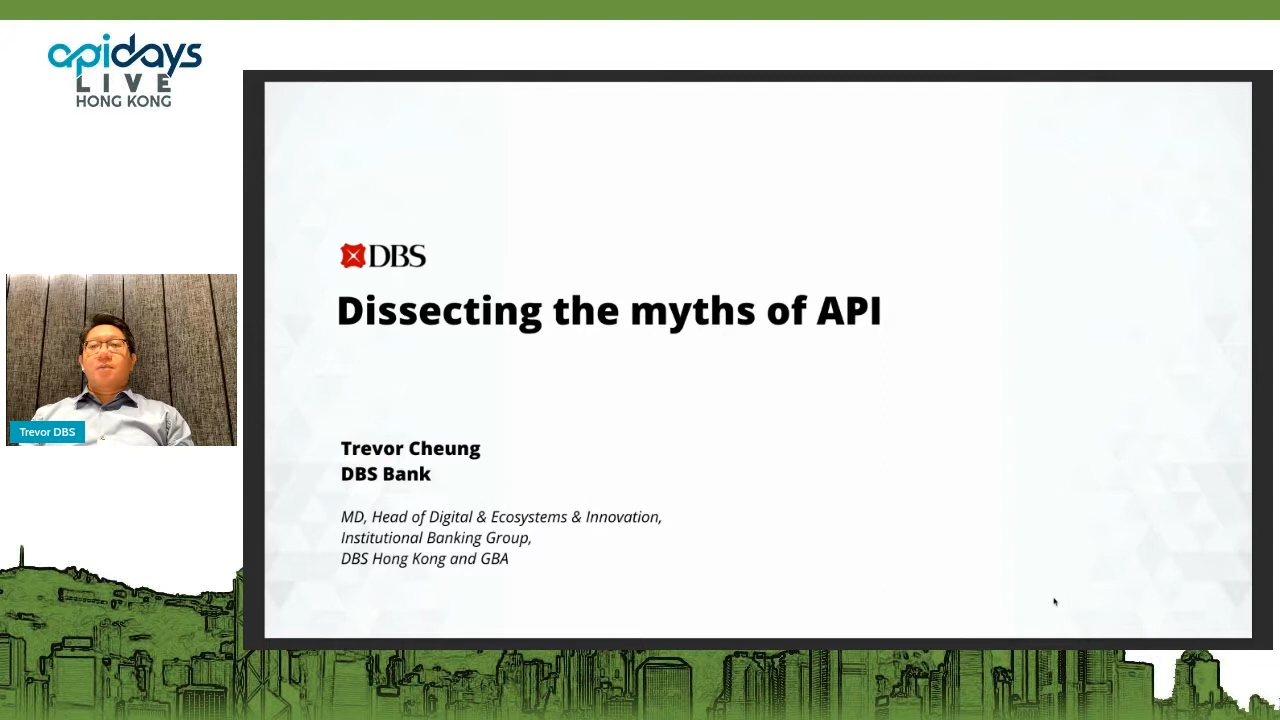 apidays
LIVE
HONG KONG
DBS
Dissecting the myths of API
Trevor Cheung
DBS Bank
MD, Head of Digital & Ecosystems & Innovation,
Institutional Banking Group,
DBS Hong Kong and GBA
Trevor DBS